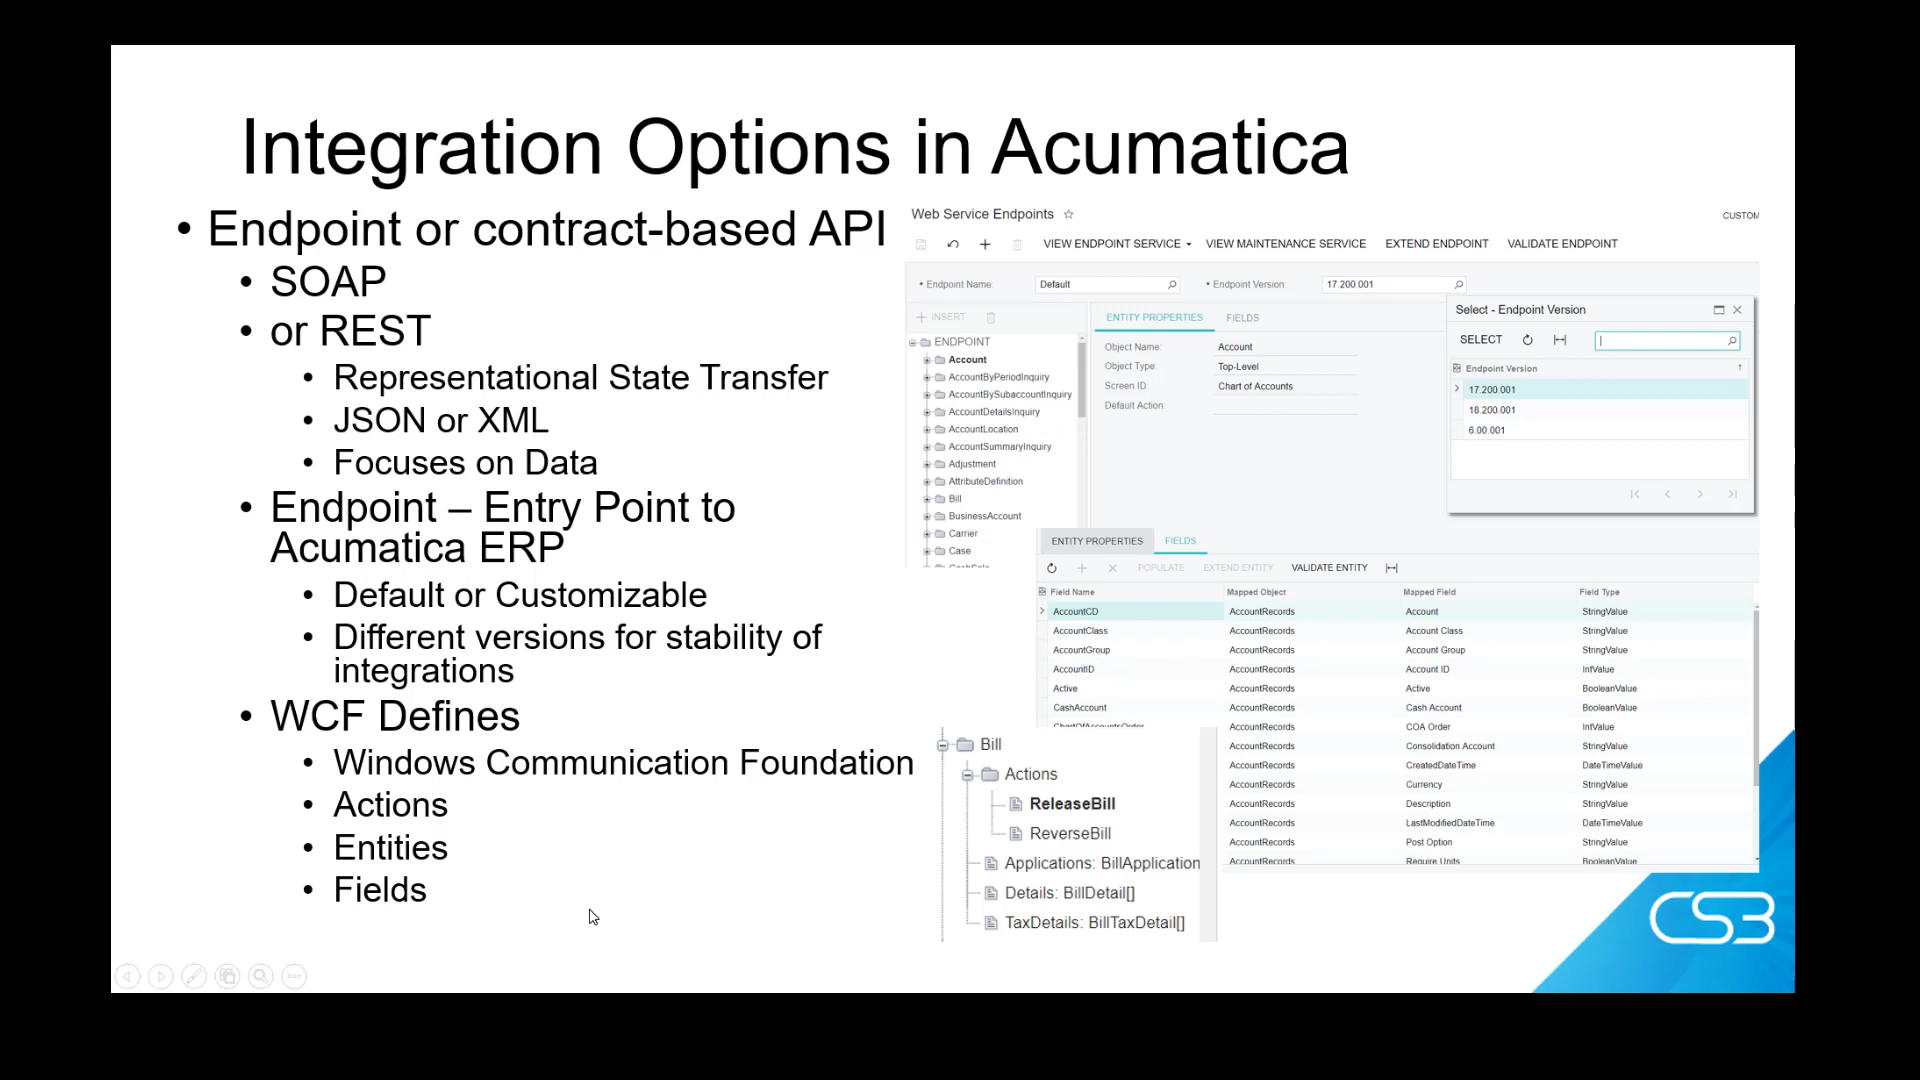 Integration Options in Acumatica
• Endpoint or contract-based API
• SOAP
• or REST
• Representational State Transfer
• JSON or XML
• Focuses on Data
• Endpoint – Entry Point to
Acumatica ERP
• Default or Customizable
• Different versions for stability of
integrations
• WCF Defines
• Windows Communication Foundation
• Actions
• Entities
• Fields
Web Service Endpoints
CUSTOM
VIEW ENDPOINT SERVICE
VIEW MAINTENANCE SERVICE
EXTEND ENDPOINT
VALIDATE ENDPOINT
• Endpoint Name: Default
• Endpoint Version: 17.200.001
INSERT
ENDPOINT
Account
AccountByPeriodInquiry
AccountBySubaccountInquiry
AccountDetailsInquiry
AccountLocation
AccountSummaryInquiry
Adjustment
AttributeDefinition
Bill
BusinessAccount
Carrier
Case
CashSale
ENTITY PROPERTIES FIELDS
Object Name: Account
Object Type: Top-Level
Screen ID: Chart of Accounts
Default Action:
Select - Endpoint Version
SELECT
Endpoint Version
17.200.001
18.200.001
6.00.001
ENTITY PROPERTIES FIELDS
POPULATE EXTEND ENTITY VALIDATE ENTITY
Field Name Mapped Object Mapped Field Field Type
AccountCD AccountRecords Account StringValue
AccountClass AccountRecords Account Class StringValue
AccountGroup AccountRecords Account Group StringValue
AccountID AccountRecords Account ID IntValue
Active AccountRecords Active BooleanValue
CashAccount AccountRecords Cash Account BooleanValue
ChartOfAccountsOrder AccountRecords COA Order IntValue
AccountRecords Consolidation Account StringValue
AccountRecords CreatedDateTime DateTimeValue
AccountRecords Currency StringValue
AccountRecords Description StringValue
AccountRecords LastModifiedDateTime DateTimeValue
AccountRecords Post Option StringValue
AccountRecords Require Units BooleanValue
Bill
Actions
ReleaseBill
ReverseBill
Applications: BillApplication
Details: BillDetail[]
TaxDetails: BillTaxDetail[]
CS3